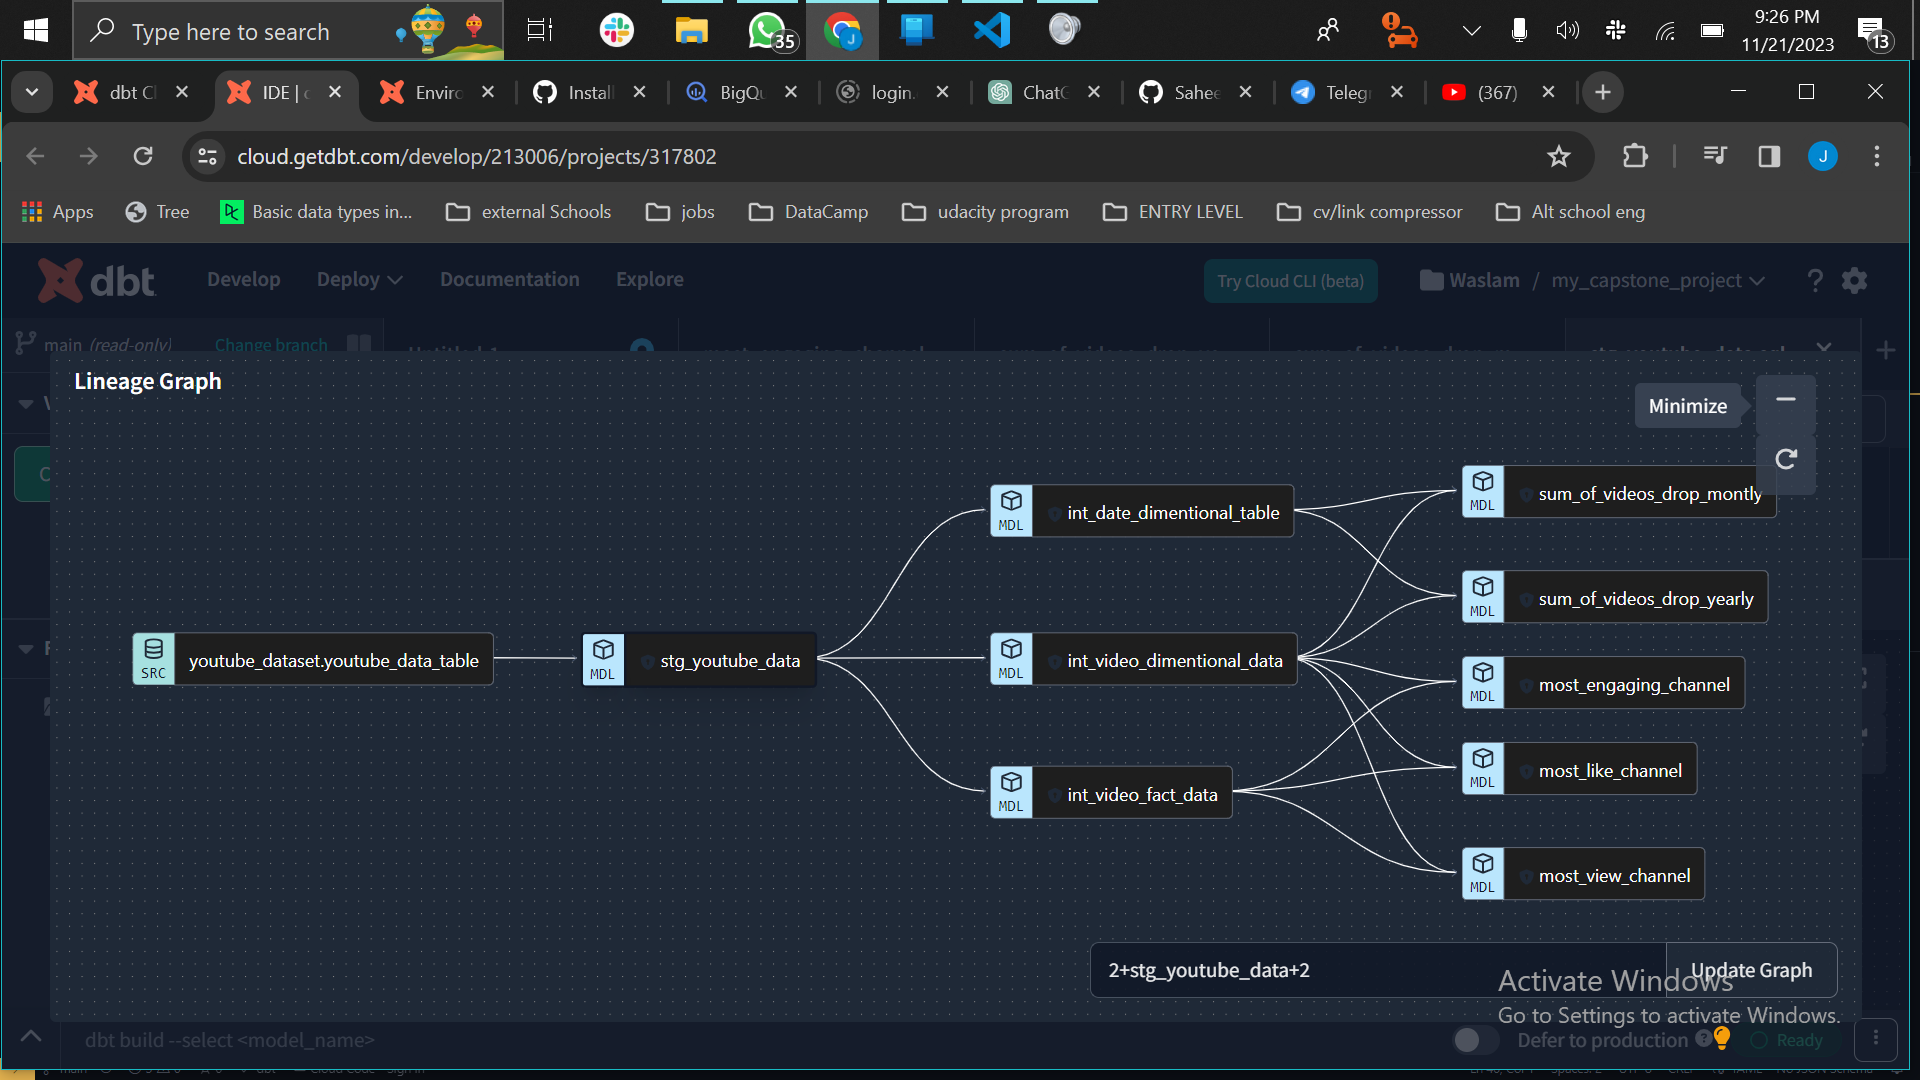 Type here to search
35
9:26 PM
11/21/2023
13
dbt Cl
IDE | c
Enviro
Install
BigQu
login.
ChatG
Sahee
Telegr
(367)
cloud.getdbt.com/develop/213006/projects/317802
J
Apps
Tree
Basic data types in...
external Schools
jobs
DataCamp
udacity program
ENTRY LEVEL
cv/link compressor
Alt school eng
dbt
Develop
Deploy
Documentation
Explore
Try Cloud CLI (beta)
Waslam / my_capstone_project
main (read-only)
Change branch
Lineage Graph
Minimize
SRC youtube_dataset.youtube_data_table
MDL stg_youtube_data
MDL int_date_dimentional_table
MDL int_video_dimentional_data
MDL int_video_fact_data
MDL sum_of_videos_drop_montly
MDL sum_of_videos_drop_yearly
MDL most_engaging_channel
MDL most_like_channel
MDL most_view_channel
2+stg_youtube_data+2
Update Graph
Activate Windows
Go to Settings to activate Windows.
dbt build --select <model_name>
Defer to production
Ready